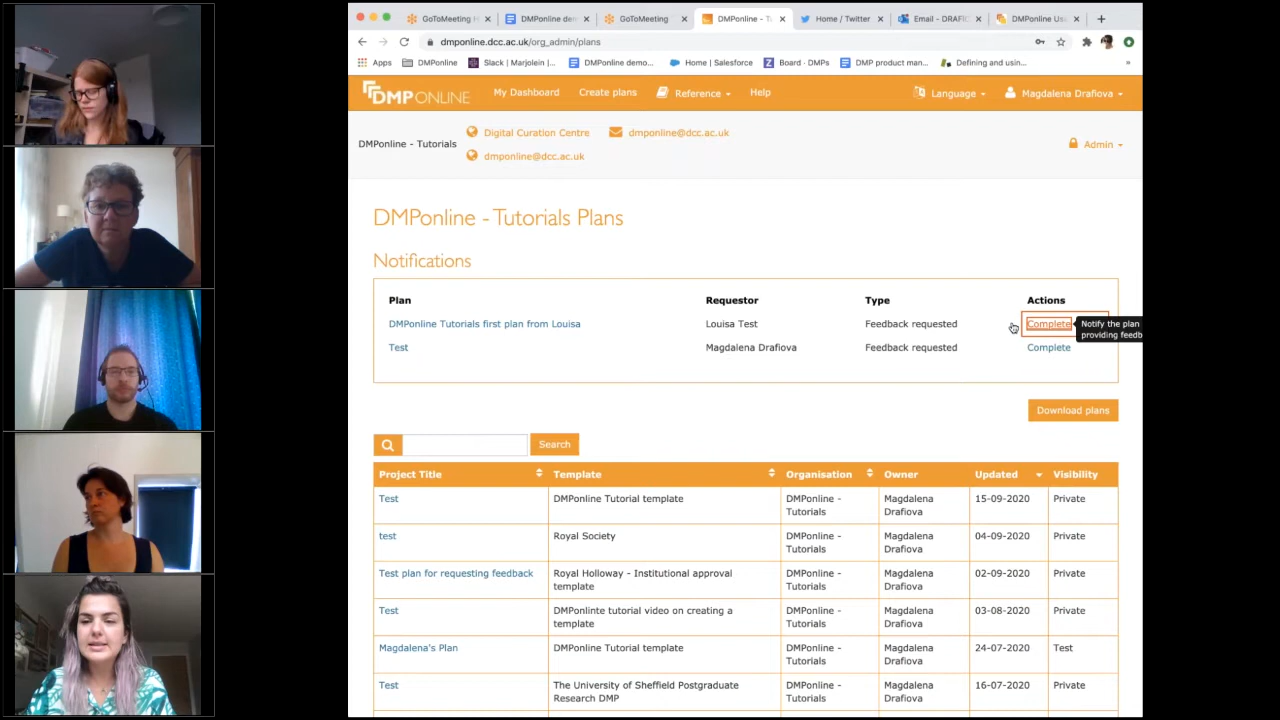 GoToMeeting
DMPonline de
GoToMeeting
DMPonline - T
Home / Twitter
Email - DRAFI
DMPonline Us
dmponline.dcc.ac.uk/org_admin/plans
Apps
DMPonline
Slack | Marjolein |...
DMPonline demo...
Home | Salesforce
Board · DMPs
DMP product man...
Defining and usin...
»
DMPONLINE
My Dashboard
Create plans
Reference
Help
Language
Magdalena Drafiova
DMPonline - Tutorials
Digital Curation Centre
dmponline@dcc.ac.uk
dmponline@dcc.ac.uk
Admin
DMPonline - Tutorials Plans
Notifications
Plan Requestor Type Actions
DMPonline Tutorials first plan from Louisa Louisa Test Feedback requested Complete
Notify the plan
providing feedb
Test Magdalena Drafiova Feedback requested Complete
Download plans
Search
Project Title Template Organisation Owner Updated Visibility
Test DMPonline Tutorial template DMPonline - Magdalena 15-09-2020 Private
Tutorials Drafiova
test Royal Society DMPonline - Magdalena 04-09-2020 Private
Tutorials Drafiova
Test plan for requesting feedback Royal Holloway - Institutional approval DMPonline - Magdalena 02-09-2020 Private
template Tutorials Drafiova
Test DMPonlinte tutorial video on creating a DMPonline - Magdalena 03-08-2020 Private
template Tutorials Drafiova
Magdalena's Plan DMPonline Tutorial template DMPonline - Magdalena 24-07-2020 Test
Tutorials Drafiova
Test The University of Sheffield Postgraduate DMPonline - Magdalena 16-07-2020 Private
Research DMP Tutorials Drafiova